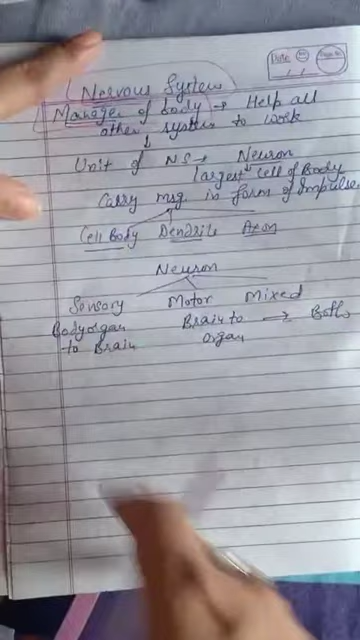 Date
Nervous System
Manager of body → Help all
other system to work
Unit of NS → Neuron
largest cell of Body
Carry msg in form of Impulse
Cell Body Dendrite Axon
Neuron
Sensory Motor Mixed
Body organ Brain to → Both
to Brain organ